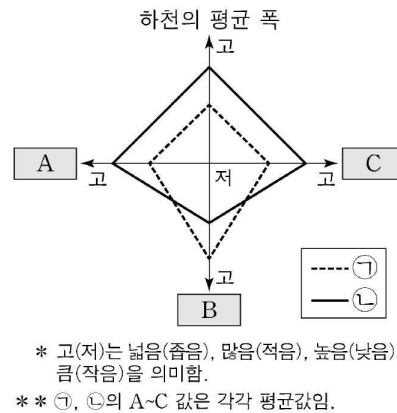 하천의 평균 폭
고
A
고
저
고
C
고
B
㉠
㉡
* 고(저)는 넓음(좁음), 많음(적음), 높음(낮음)
큼(작음)을 의미함.
** ㉠, ㉡의 A~C 값은 각각 평균값임.